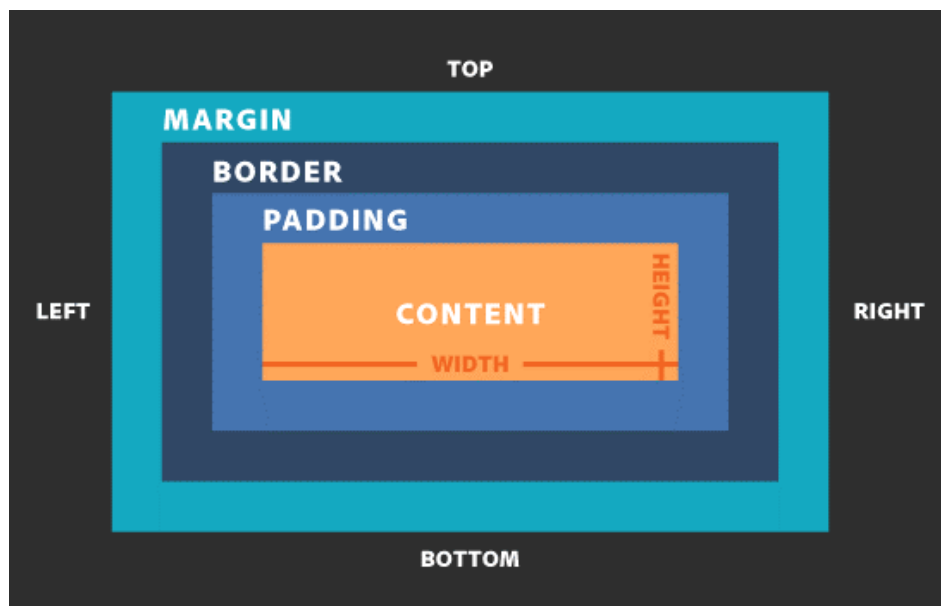 TOP
MARGIN
BORDER
PADDING
HEIGHT
LEFT
CONTENT
RIGHT
WIDTH
BOTTOM